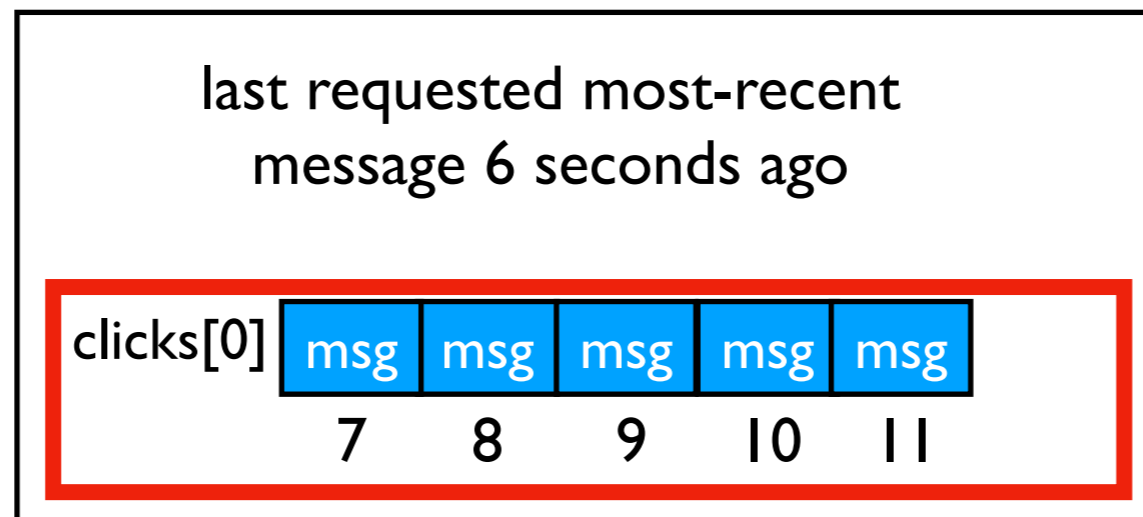 last requested most-recent
message 6 seconds ago
clicks[0] msg msg msg msg msg
7 8 9 10 11